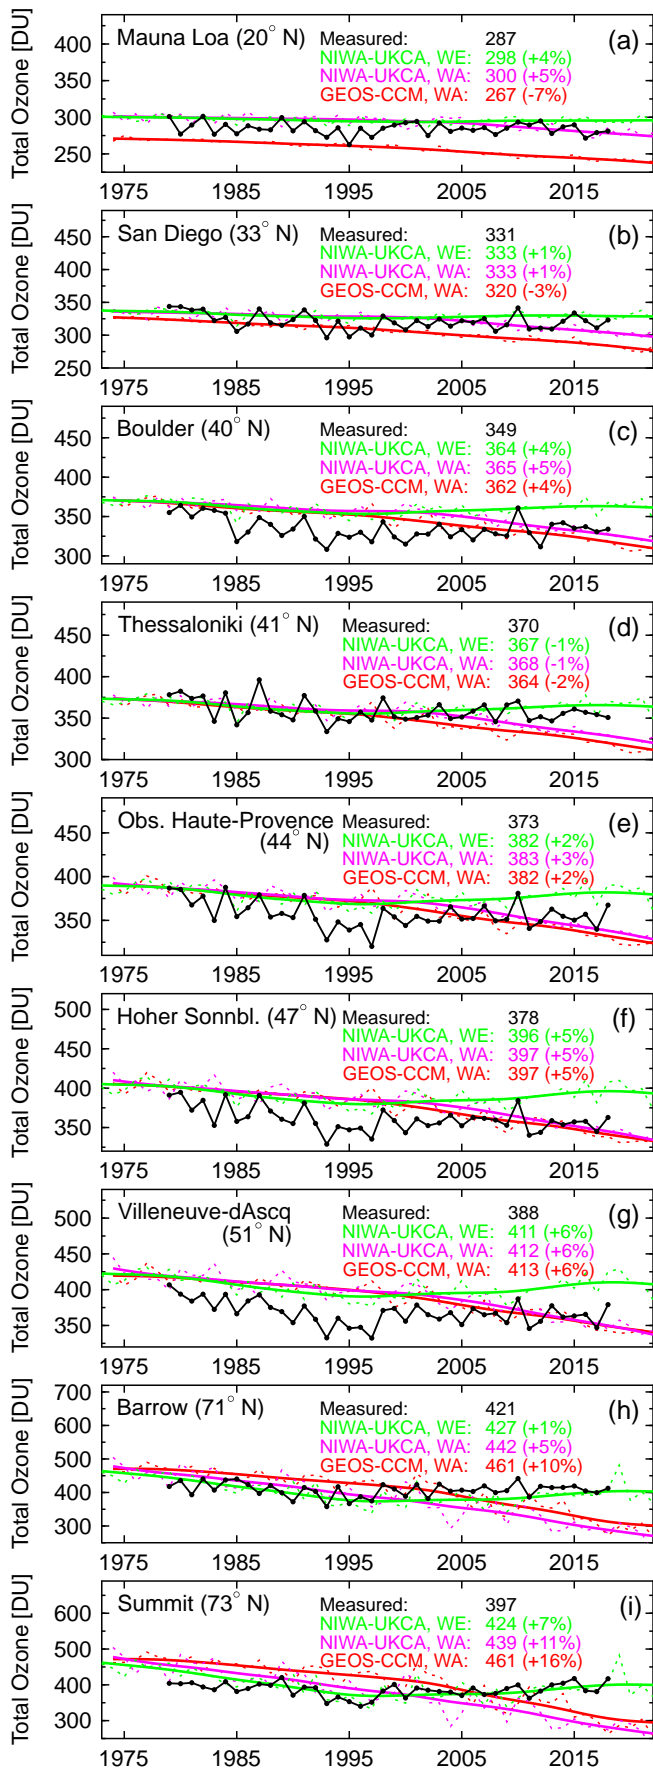 Mauna Loa (20° N) Measured: 287 (a)
NIWA-UKCA, WE: 298 (+4%)
NIWA-UKCA, WA: 300 (+5%)
GEOS-CCM, WA: 267 (-7%)
Total Ozone [DU]
400
350
300
250
1975 1985 1995 2005 2015
San Diego (33° N) Measured: 331 (b)
NIWA-UKCA, WE: 333 (+1%)
NIWA-UKCA, WA: 333 (+1%)
GEOS-CCM, WA: 320 (-3%)
Total Ozone [DU]
450
400
350
300
250
1975 1985 1995 2005 2015
Boulder (40° N) Measured: 349 (c)
NIWA-UKCA, WE: 364 (+4%)
NIWA-UKCA, WA: 365 (+5%)
GEOS-CCM, WA: 362 (+4%)
Total Ozone [DU]
450
400
350
300
1975 1985 1995 2005 2015
Thessaloniki (41° N) Measured: 370 (d)
NIWA-UKCA, WE: 367 (-1%)
NIWA-UKCA, WA: 368 (-1%)
GEOS-CCM, WA: 364 (-2%)
Total Ozone [DU]
450
400
350
300
1975 1985 1995 2005 2015
Obs. Haute-Provence Measured: 373 (e)
(44° N) NIWA-UKCA, WE: 382 (+2%)
NIWA-UKCA, WA: 383 (+3%)
GEOS-CCM, WA: 382 (+2%)
Total Ozone [DU]
450
400
350
300
1975 1985 1995 2005 2015
Hoher Sonnbl. (47° N) Measured: 378 (f)
NIWA-UKCA, WE: 396 (+5%)
NIWA-UKCA, WA: 397 (+5%)
GEOS-CCM, WA: 397 (+5%)
Total Ozone [DU]
500
450
400
350
1975 1985 1995 2005 2015
Villeneuve-dAscq Measured: 388 (g)
(51° N) NIWA-UKCA, WE: 411 (+6%)
NIWA-UKCA, WA: 412 (+6%)
GEOS-CCM, WA: 413 (+6%)
Total Ozone [DU]
500
450
400
350
1975 1985 1995 2005 2015
Barrow (71° N) Measured: 421 (h)
NIWA-UKCA, WE: 427 (+1%)
NIWA-UKCA, WA: 442 (+5%)
GEOS-CCM, WA: 461 (+10%)
Total Ozone [DU]
700
600
500
400
300
1975 1985 1995 2005 2015
Summit (73° N) Measured: 397 (i)
NIWA-UKCA, WE: 424 (+7%)
NIWA-UKCA, WA: 439 (+11%)
GEOS-CCM, WA: 461 (+16%)
Total Ozone [DU]
600
500
400
300
1975 1985 1995 2005 2015